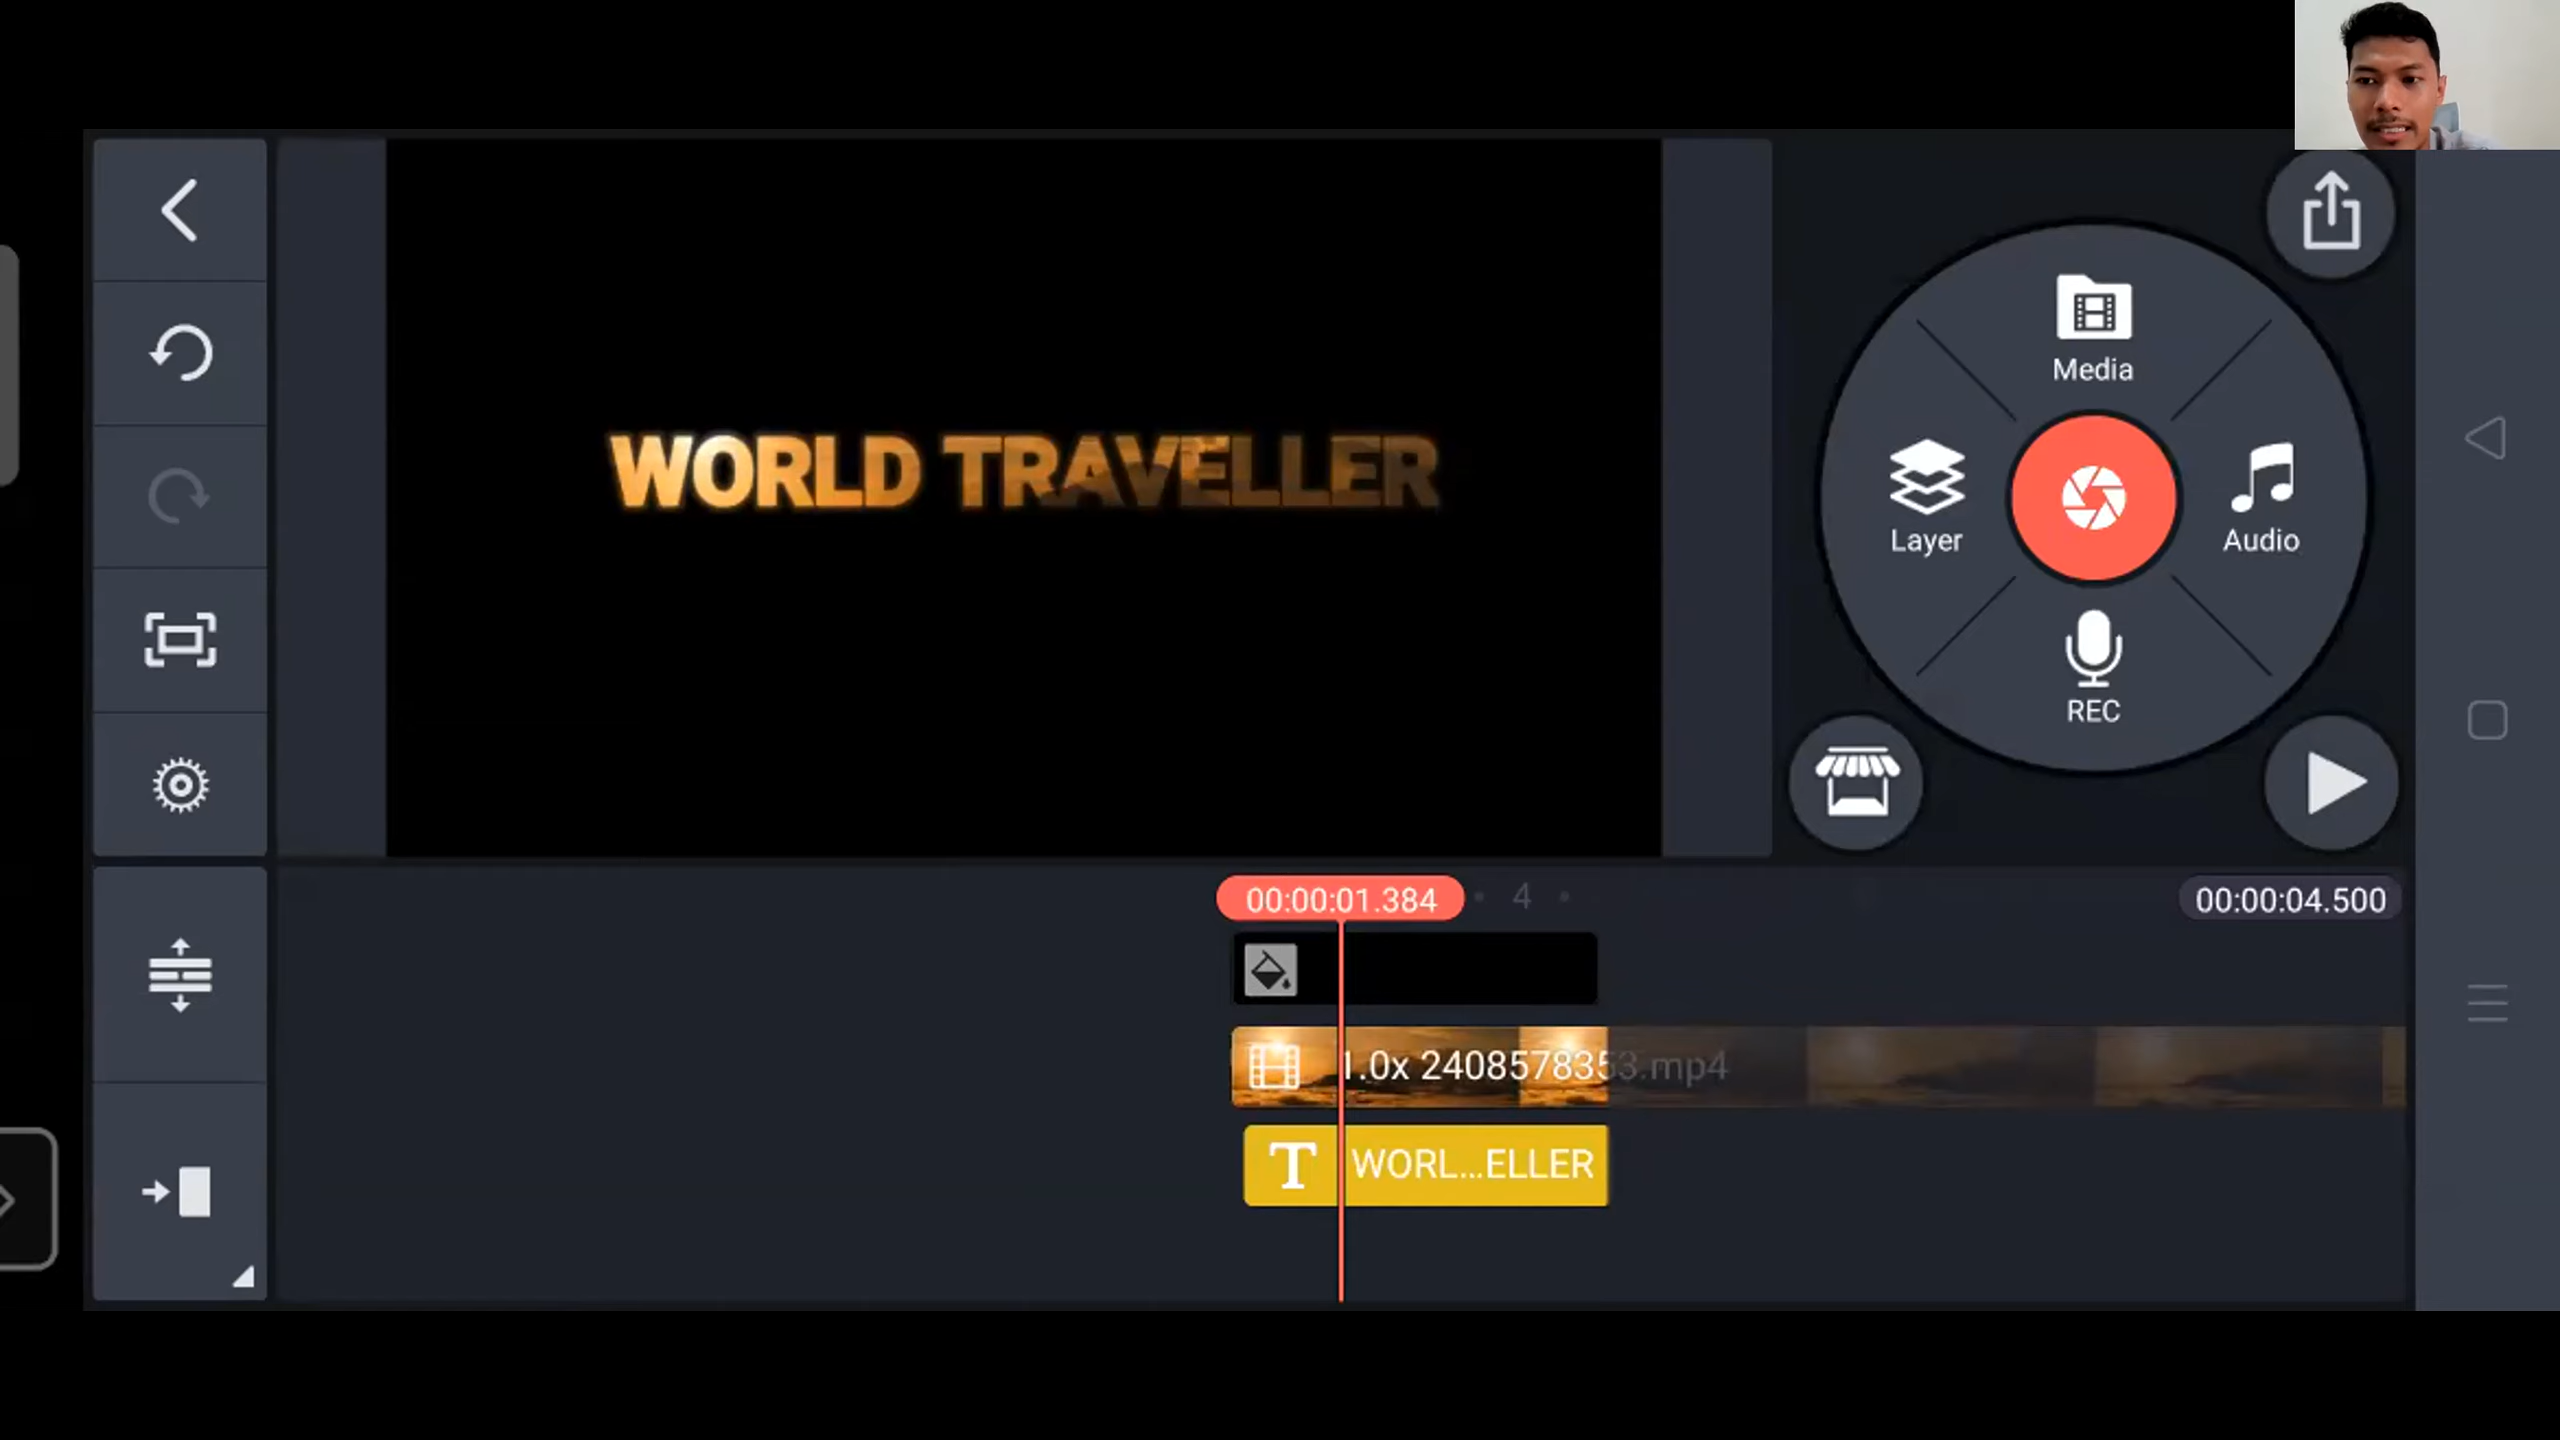 WORLD TRAVELLER
Media
Layer
Audio
REC
00:00:01.384
4
00:00:04.500
1.0x 2408578353.mp4
T WORL...ELLER